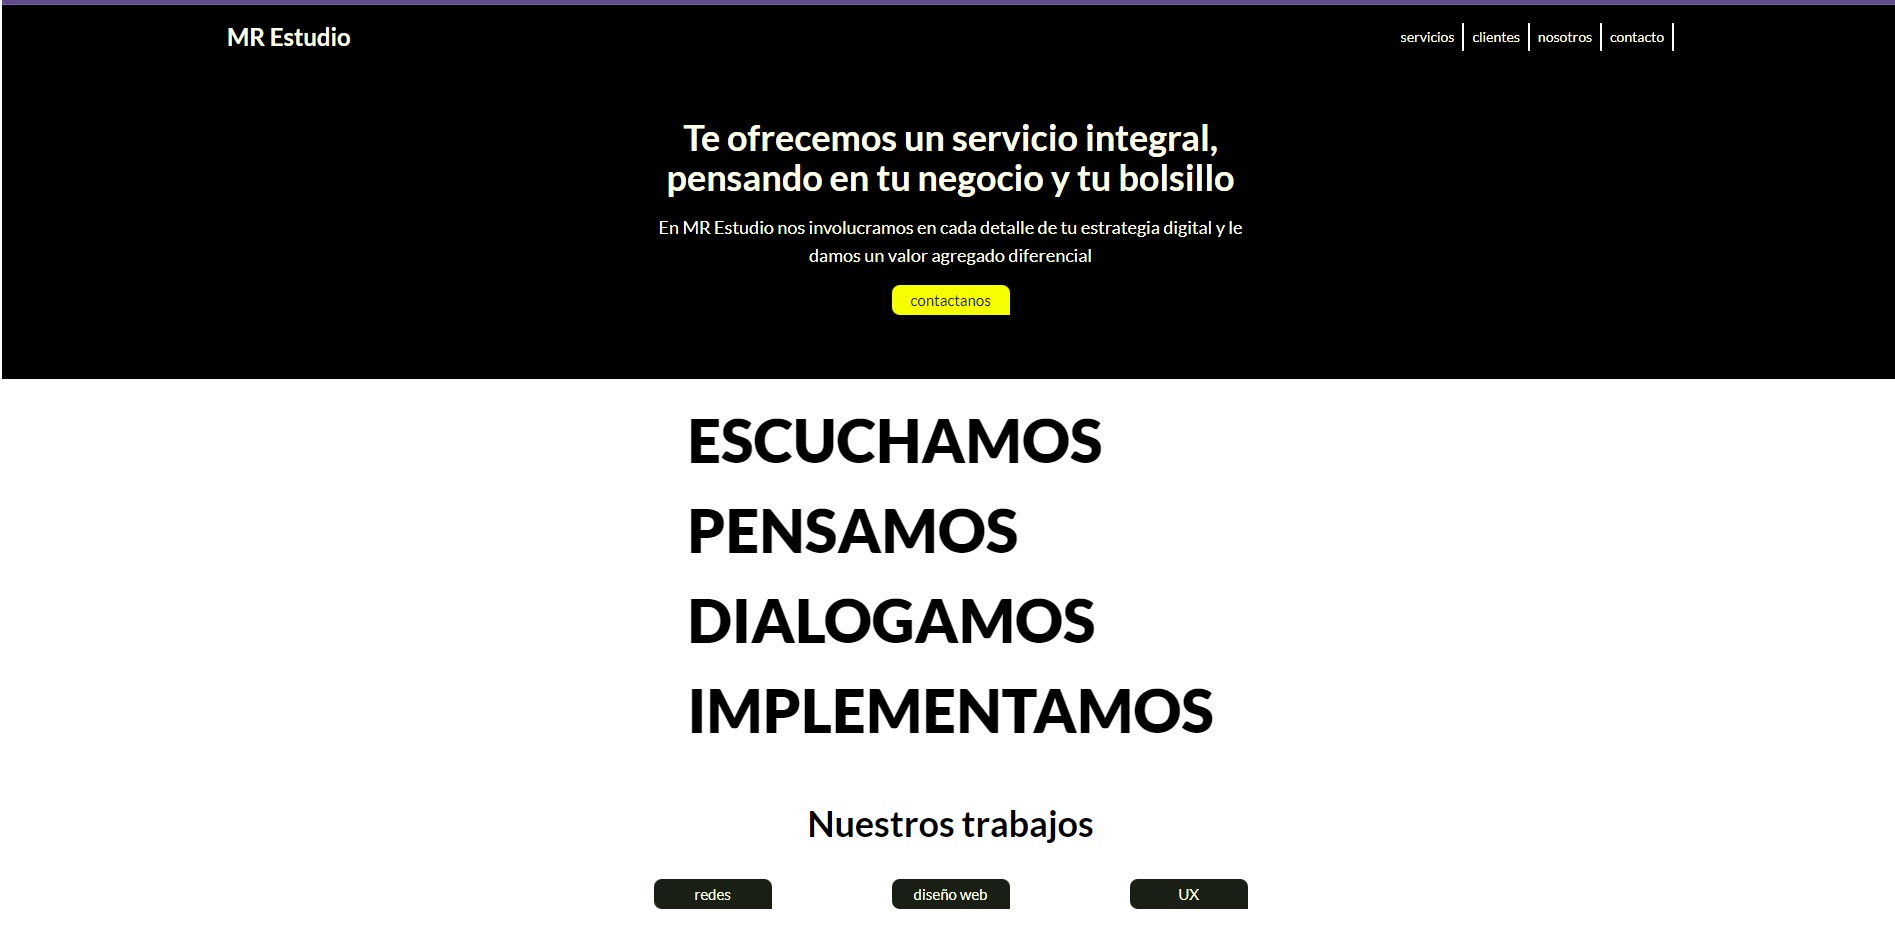 MR Estudio
servicios
clientes
nosotros
contacto
Te ofrecemos un servicio integral,
pensando en tu negocio y tu bolsillo
En MR Estudio nos involucramos en cada detalle de tu estrategia digital y le
damos un valor agregado diferencial
contactanos
ESCUCHAMOS
PENSAMOS
DIALOGAMOS
IMPLEMENTAMOS
Nuestros trabajos
redes
diseño web
UX